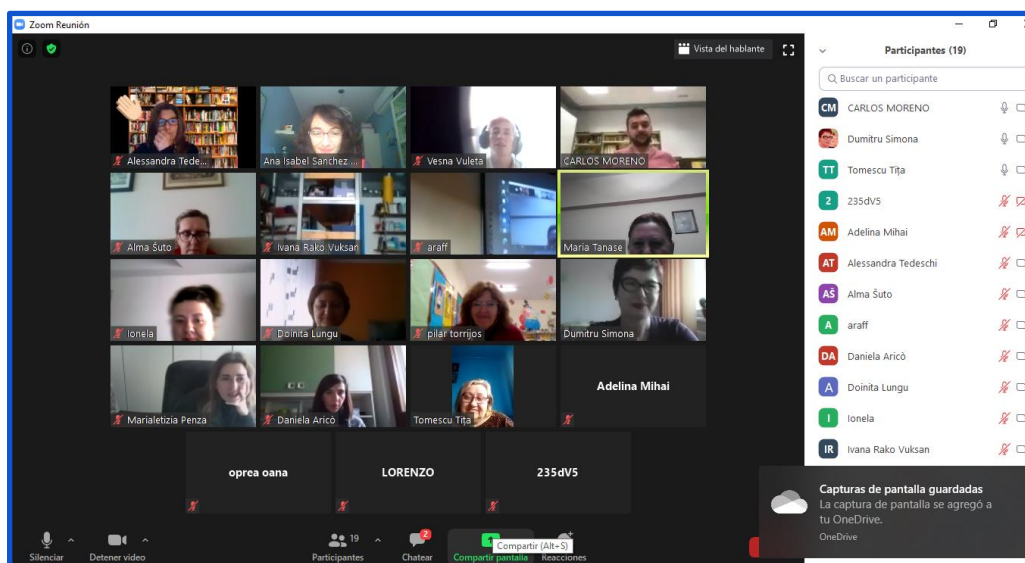 Zoom Reunión
Vista del hablante
Alessandra Tede...
Ana Isabel Sanchez ...
Vesna Vuleta
CARLOS MORENO
Alma Šuto
Ivana Rako Vuksan
araff
Maria Tanase
Ionela
Doinita Lungu
pilar torrijos
Dumitru Simona
Marialetizia Penza
Daniela Aricò
Tomescu Tița
Adelina Mihai
oprea oana
LORENZO
235dV5
Silenciar
Detener video
19
Participantes
2
Chatear
Compartir pantalla
Compartir (Alt+S)
Reacciones
Participantes (19)
Buscar un participante
CM CARLOS MORENO
Dumitru Simona
TT Tomescu Tița
2 235dV5
AM Adelina Mihai
AT Alessandra Tedeschi
AŠ Alma Šuto
A araff
DA Daniela Aricò
A Doinita Lungu
I Ionela
IR Ivana Rako Vuksan
Capturas de pantalla guardadas
La captura de pantalla se agregó a
tu OneDrive.
OneDrive